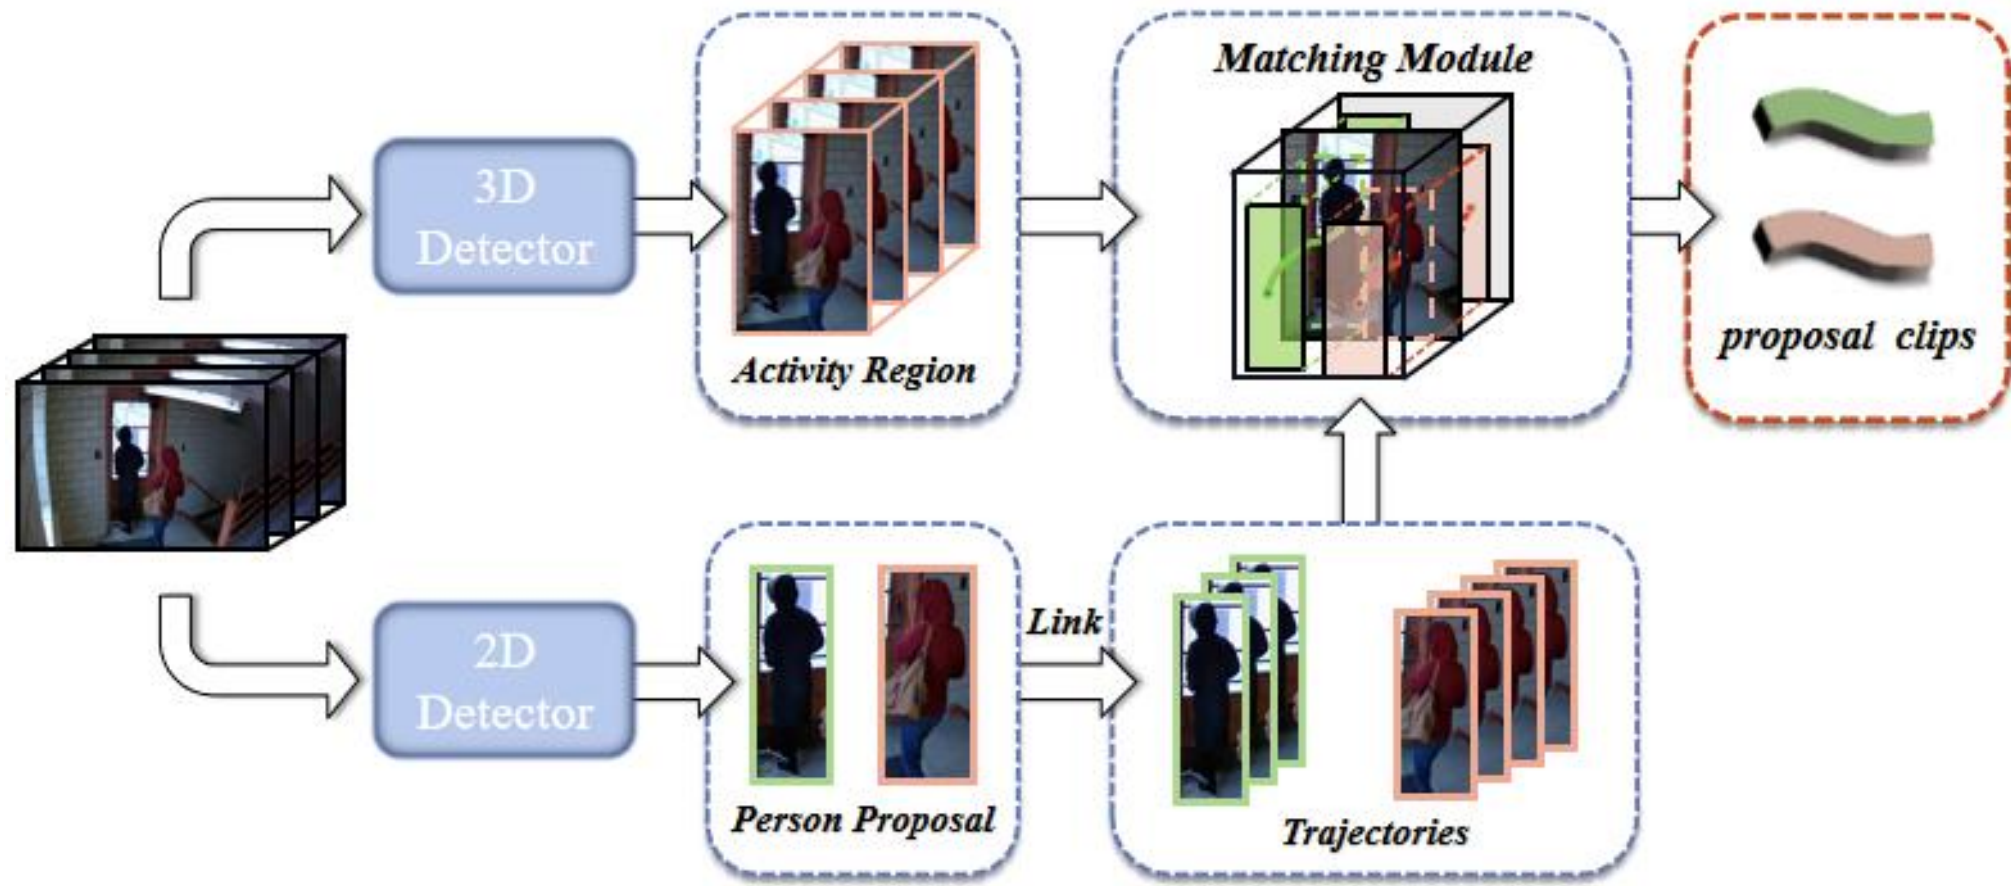 3D
Detector
Activity Region
Matching Module
proposal clips
2D
Detector
Person Proposal
Link
Trajectories